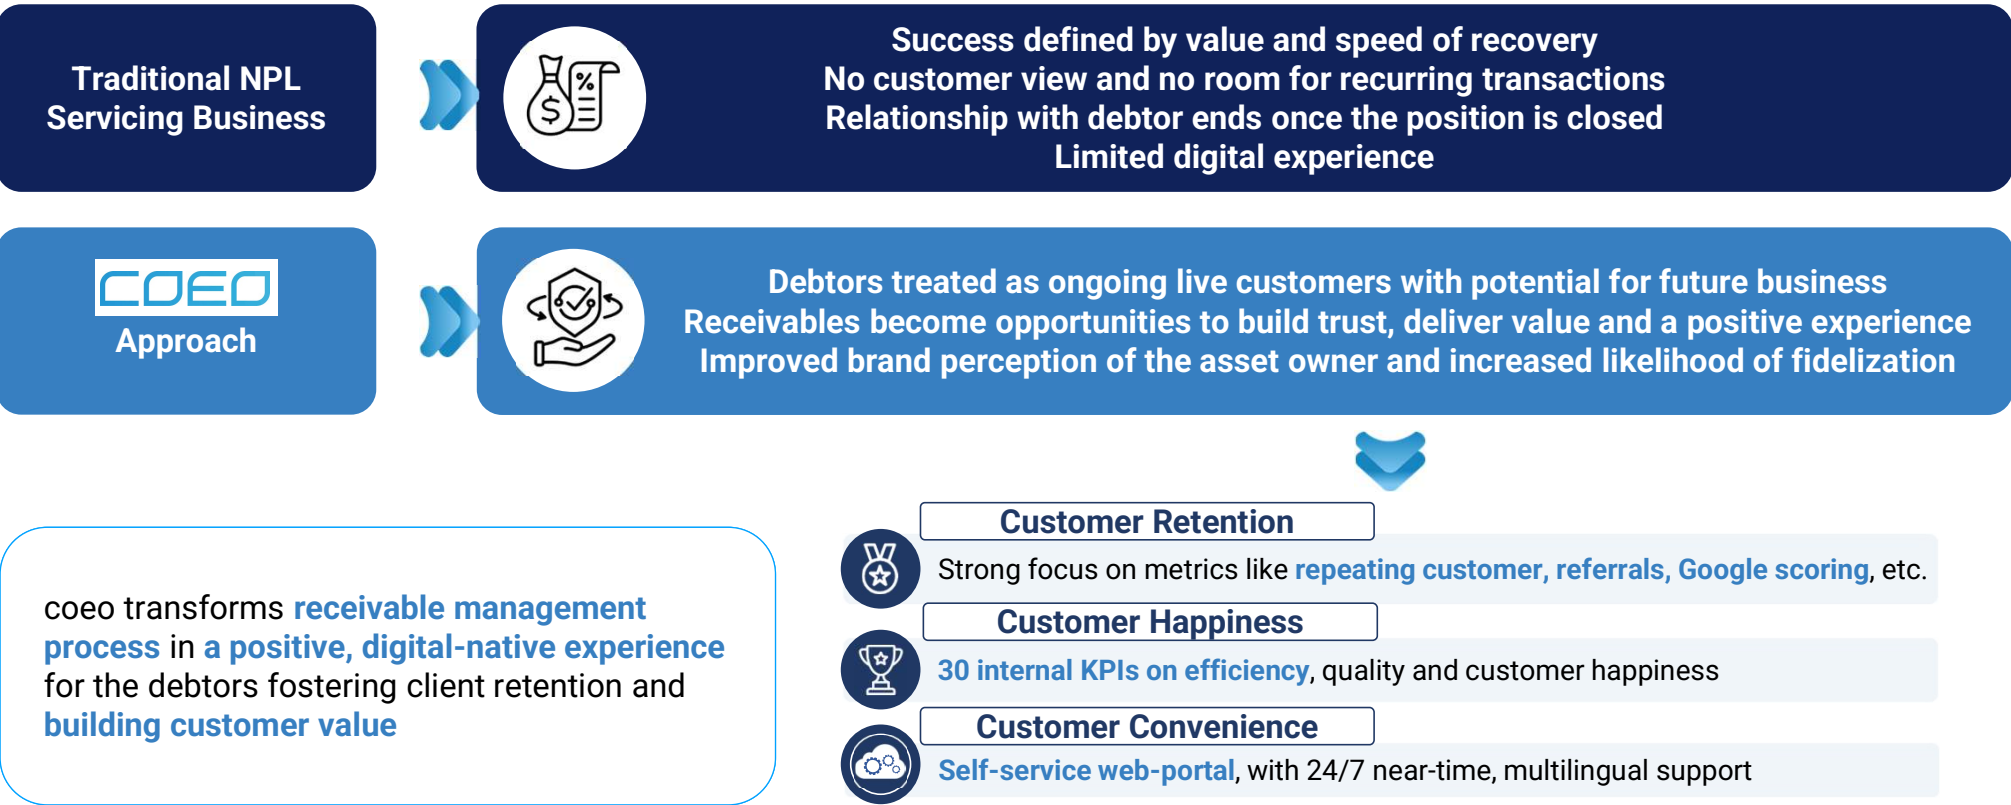 Traditional NPL
Servicing Business
Success defined by value and speed of recovery
No customer view and no room for recurring transactions
Relationship with debtor ends once the position is closed
Limited digital experience
COEO
Approach
Debtors treated as ongoing live customers with potential for future business
Receivables become opportunities to build trust, deliver value and a positive experience
Improved brand perception of the asset owner and increased likelihood of fidelization
coeo transforms receivable management
process in a positive, digital-native experience
for the debtors fostering client retention and
building customer value
Customer Retention
Strong focus on metrics like repeating customer, referrals, Google scoring, etc.
Customer Happiness
30 internal KPIs on efficiency, quality and customer happiness
Customer Convenience
Self-service web-portal, with 24/7 near-time, multilingual support